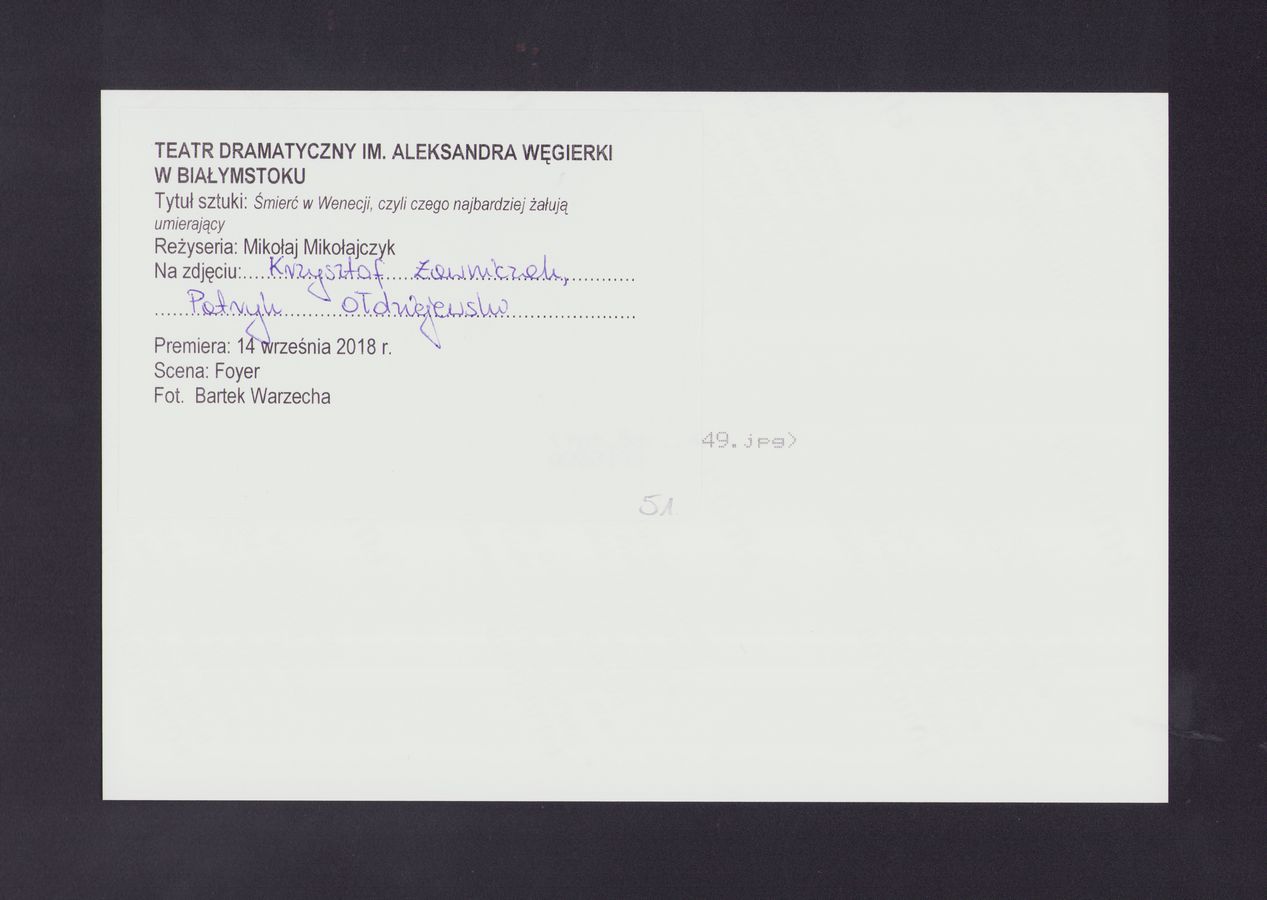 TEATR DRAMATYCZNY IM. ALEKSANDRA WĘGIERKI
W BIAŁYMSTOKU
Tytuł sztuki: Śmierć w Wenecji, czyli czego najbardziej żałują
umierający
Reżyseria: Mikołaj Mikołajczyk
Na zdjęciu:....Krzysztof Ławniczak,
Patryk Ołdziejewski
Premiera: 14 września 2018 r.
Scena: Foyer
Fot. Bartek Warzecha
49.jpg)
51